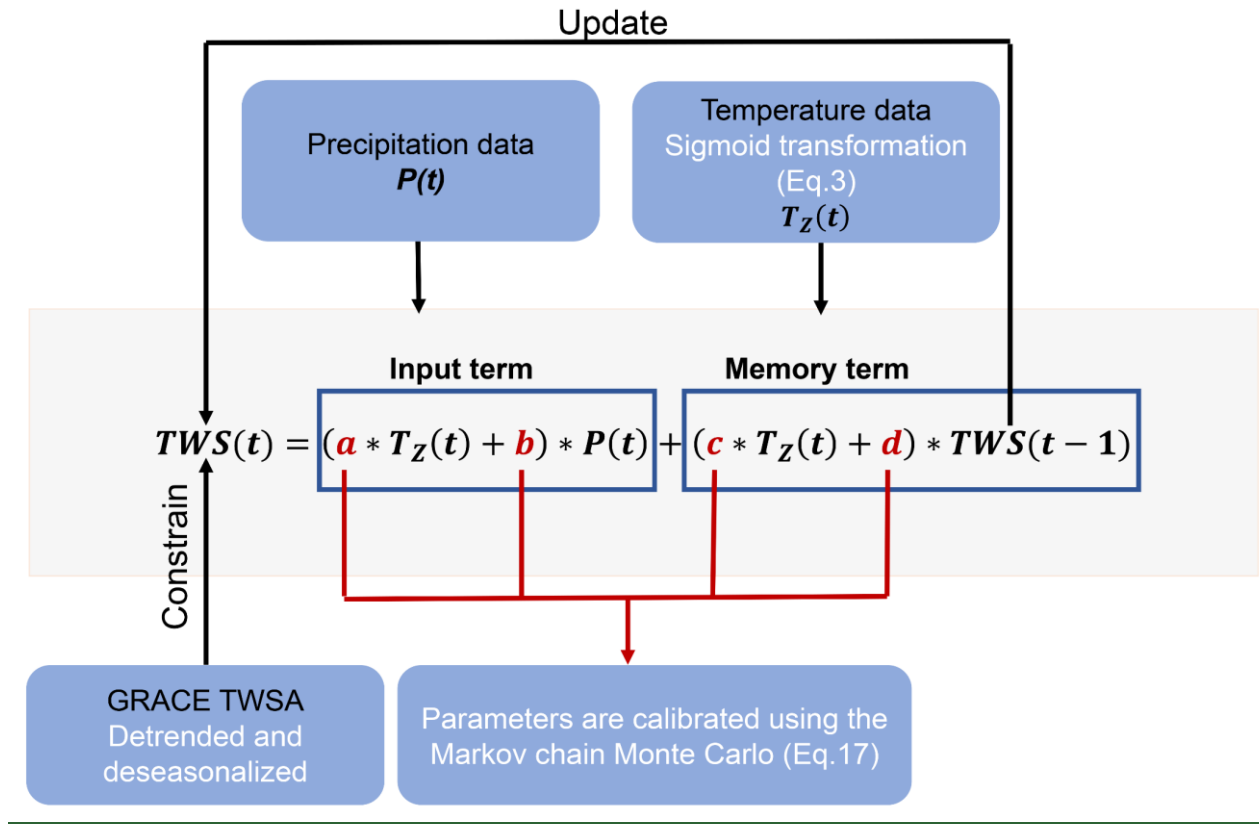 Update
Precipitation data
P(t)
Temperature data
Sigmoid transformation
(Eq.3)
T_Z(t)
Input term
Memory term
TWS(t) = (a * T_Z(t) + b) * P(t) + (c * T_Z(t) + d) * TWS(t − 1)
Constrain
GRACE TWSA
Detrended and
deseasonalized
Parameters are calibrated using the
Markov chain Monte Carlo (Eq.17)